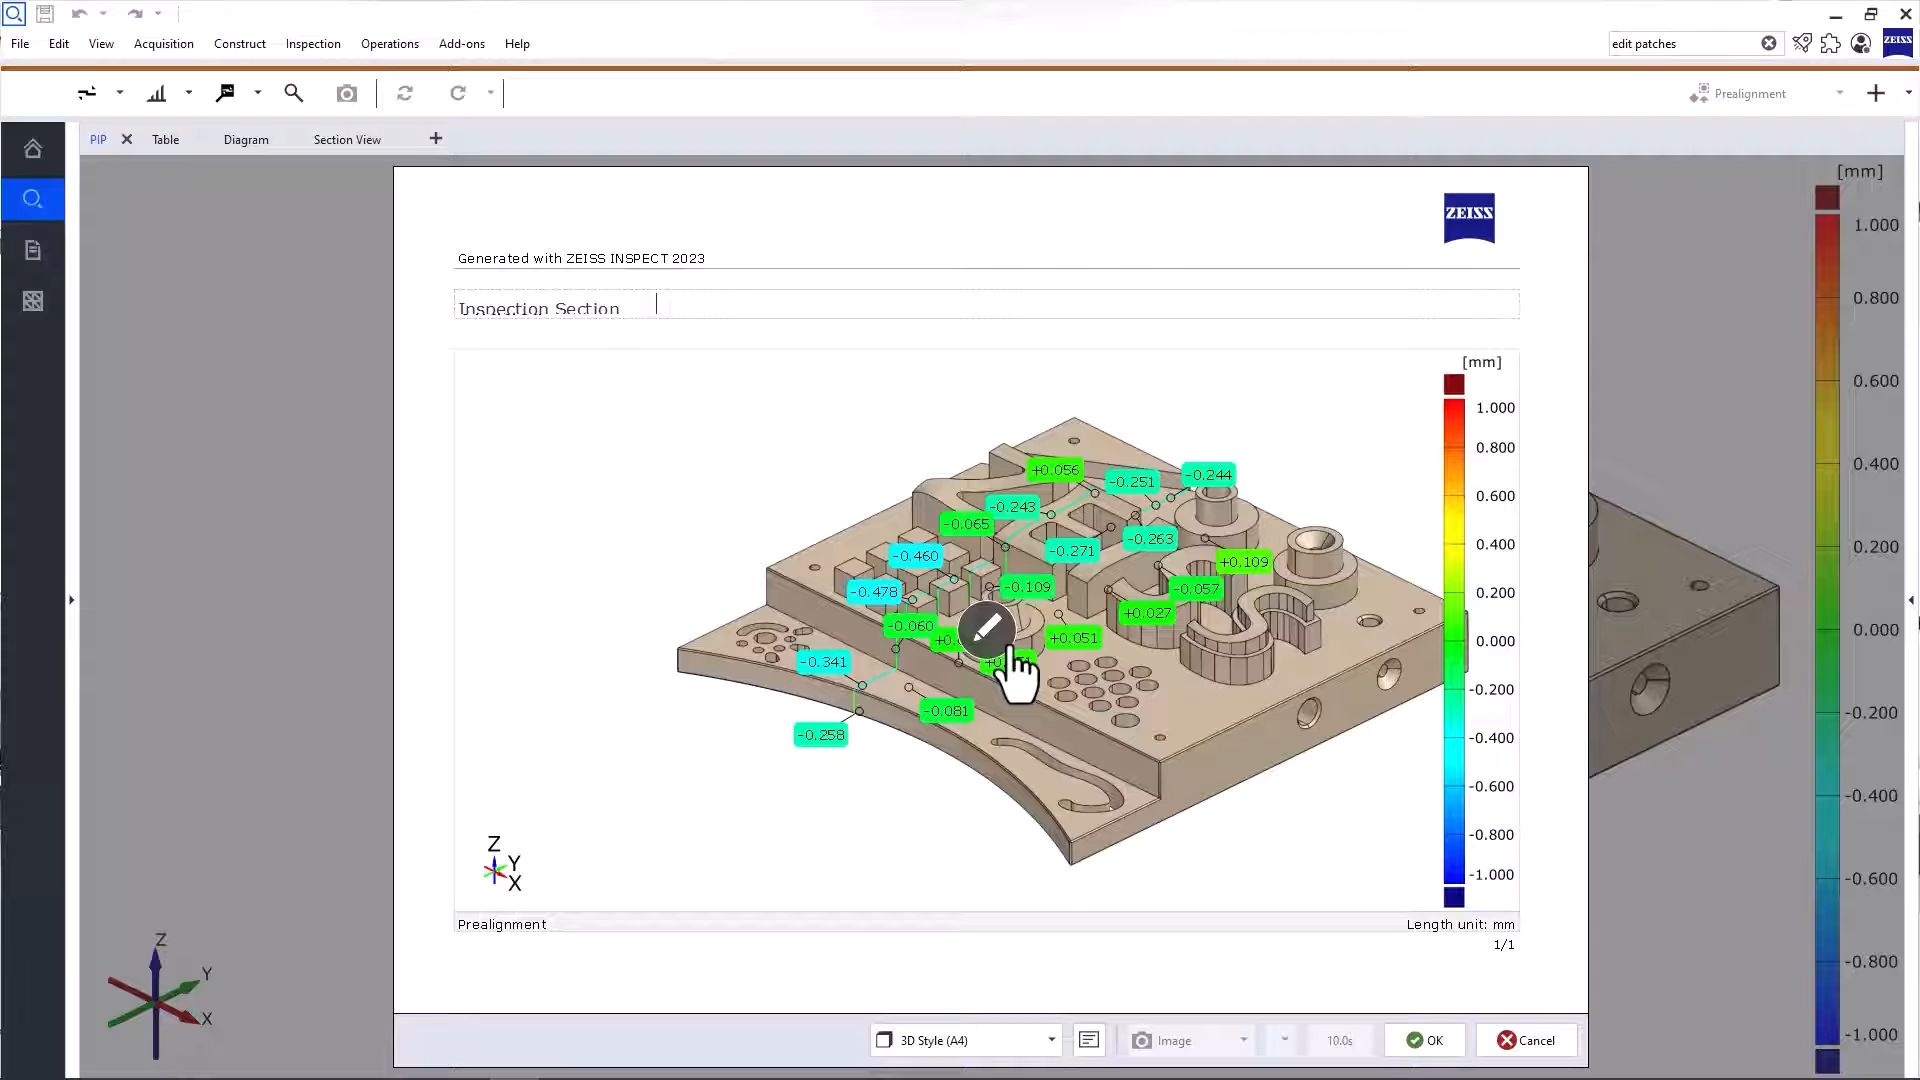 File Edit View Acquisition Construct Inspection Operations Add-ons Help
edit patches
ZEISS
Prealignment
PIP Table Diagram Section View
[mm]
1.000
0.800
0.600
0.400
0.200
0.000
-0.200
-0.400
-0.600
-0.800
-1.000
ZEISS
Generated with ZEISS INSPECT 2023
Inspection Section
[mm]
1.000
0.800
0.600
0.400
0.200
0.000
-0.200
-0.400
-0.600
-0.800
-1.000
+0.056
-0.251
-0.244
-0.243
-0.065
-0.263
-0.271
-0.460
+0.109
-0.109
-0.057
-0.478
+0.027
-0.060
+0.051
-0.341
-0.081
-0.258
Z
Y
X
Prealignment
Length unit: mm
1/1
Z
Y
X
3D Style (A4)
Image
10.0s
OK
Cancel